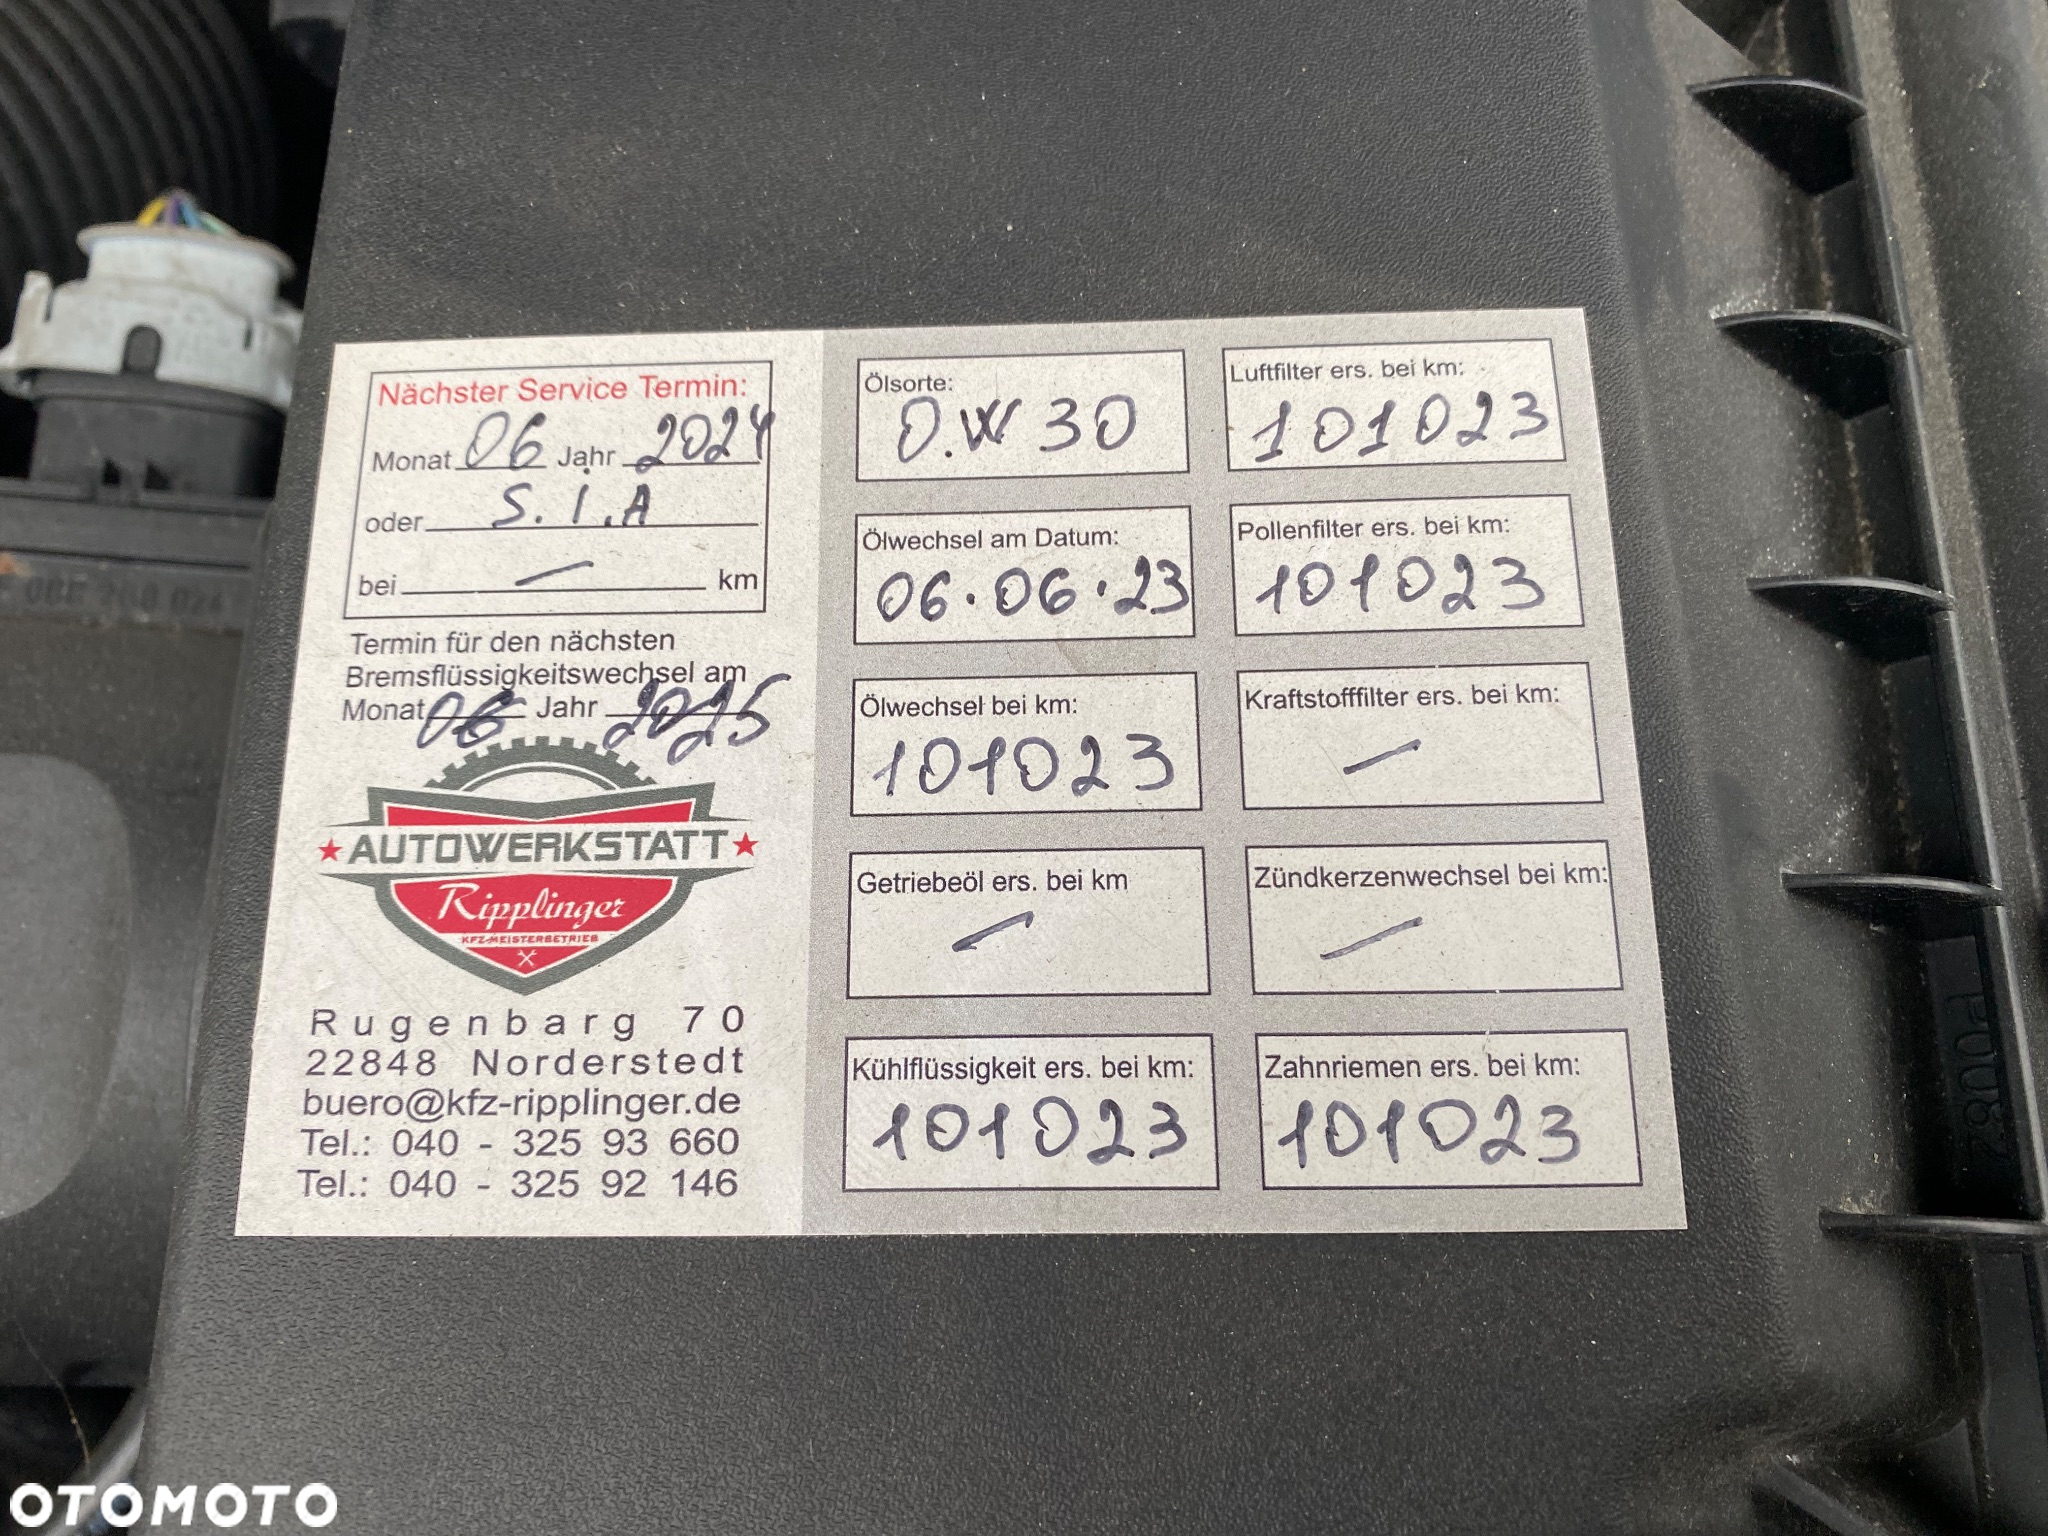 Nächster Service Termin:
Monat 06 Jahr 2024
oder S.I.A
bei — km
Termin für den nächsten
Bremsflüssigkeitswechsel am
Monat 06 Jahr 2025
AUTOWERKSTATT
Ripplinger
KFZ-MEISTERBETRIEB
Rugenbarg 70
22848 Norderstedt
buero@kfz-ripplinger.de
Tel.: 040 - 325 93 660
Tel.: 040 - 325 92 146
Ölsorte:
0.W 30
Ölwechsel am Datum:
06.06.23
Ölwechsel bei km:
101023
Getriebeöl ers. bei km
—
Kühlflüssigkeit ers. bei km:
101023
Luftfilter ers. bei km:
101023
Pollenfilter ers. bei km:
101023
Kraftstofffilter ers. bei km:
—
Zündkerzenwechsel bei km:
—
Zahnriemen ers. bei km:
101023
OTOMOTO